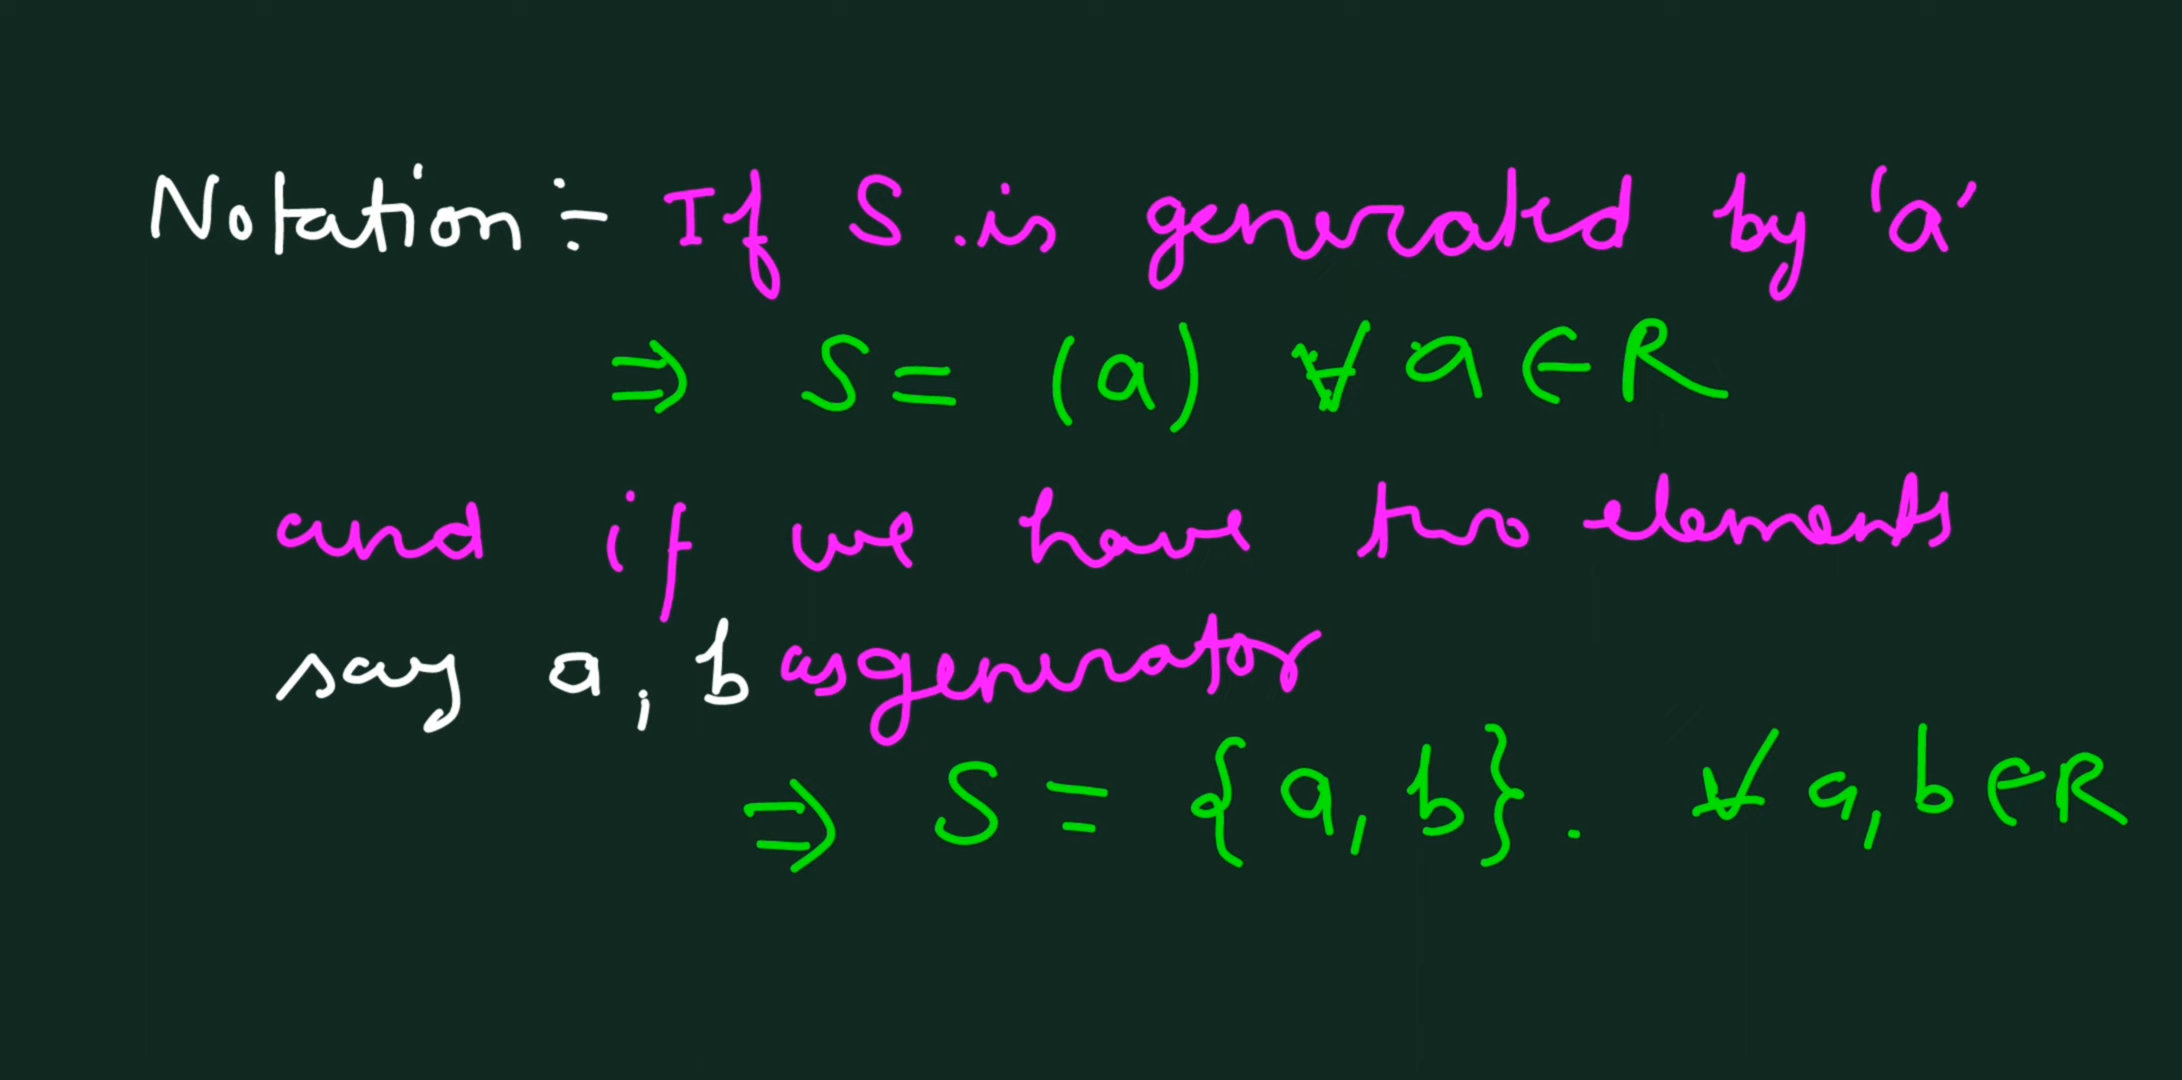 Notation :- If S is generated by 'a'
⇒ S = (a) ∀ a ∈ R
and if we have two elements
say a, b as generator
⇒ S = {a, b}. ∀ a, b ∈ R